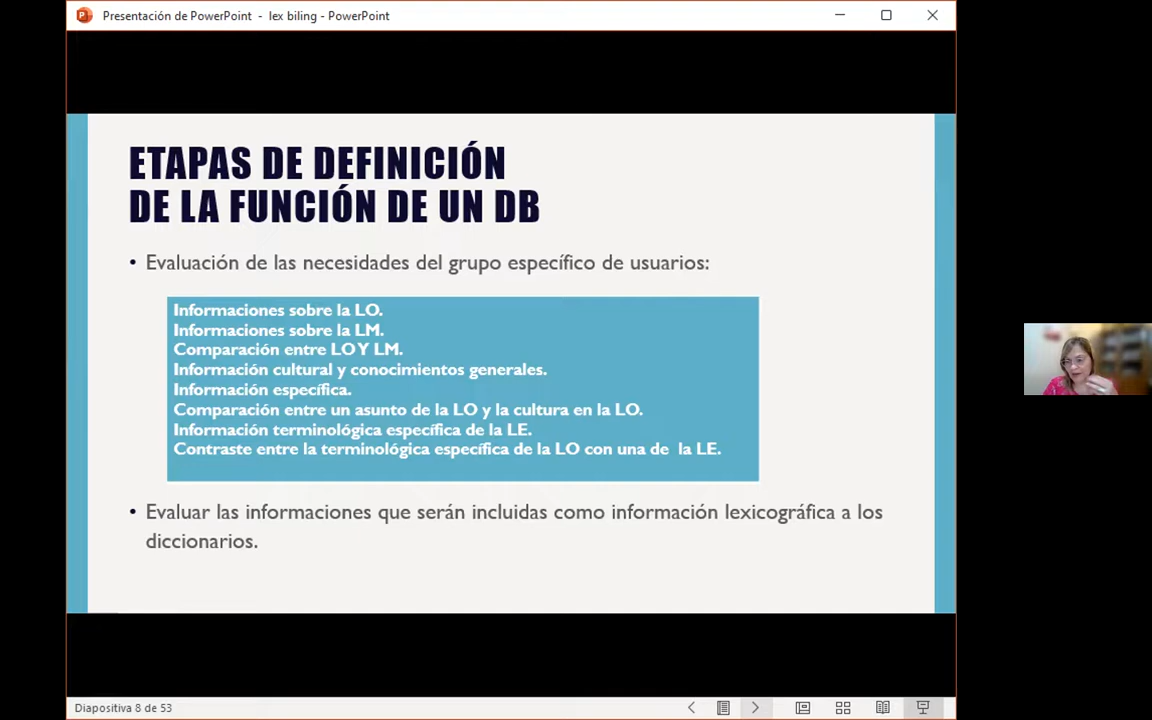 Presentación de PowerPoint - lex biling - PowerPoint
ETAPAS DE DEFINICIÓN
DE LA FUNCIÓN DE UN DB
• Evaluación de las necesidades del grupo específico de usuarios:
Informaciones sobre la LO.
Informaciones sobre la LM.
Comparación entre LO Y LM.
Información cultural y conocimientos generales.
Información específica.
Comparación entre un asunto de la LO y la cultura en la LO.
Información terminológica específica de la LE.
Contraste entre la terminológica específica de la LO con una de la LE.
• Evaluar las informaciones que serán incluidas como información lexicográfica a los
diccionarios.
Diapositiva 8 de 53